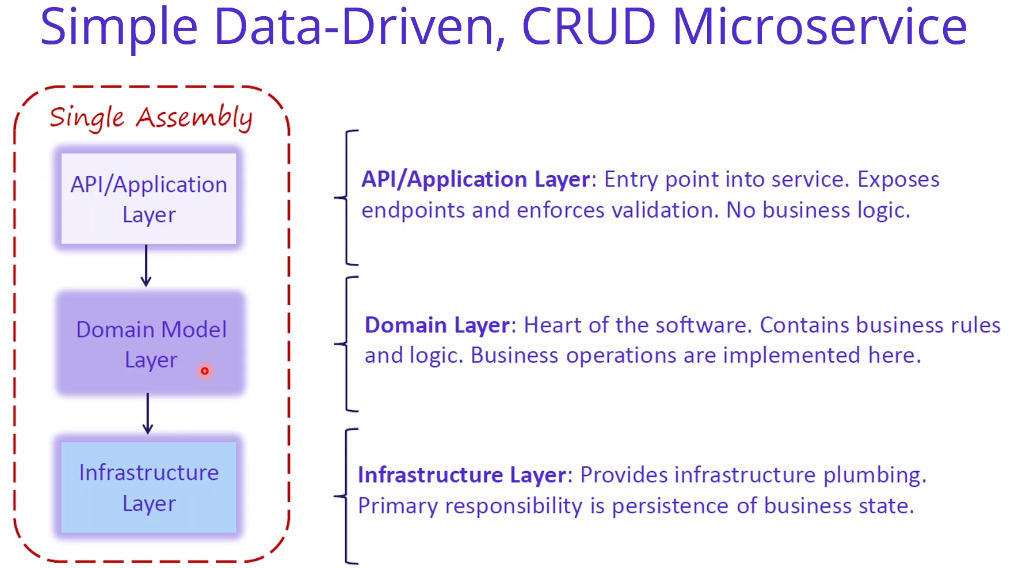 Simple Data-Driven, CRUD Microservice
Single Assembly
API/Application
Layer
API/Application Layer: Entry point into service. Exposes
endpoints and enforces validation. No business logic.
Domain Model
Layer
Domain Layer: Heart of the software. Contains business rules
and logic. Business operations are implemented here.
Infrastructure
Layer
Infrastructure Layer: Provides infrastructure plumbing.
Primary responsibility is persistence of business state.